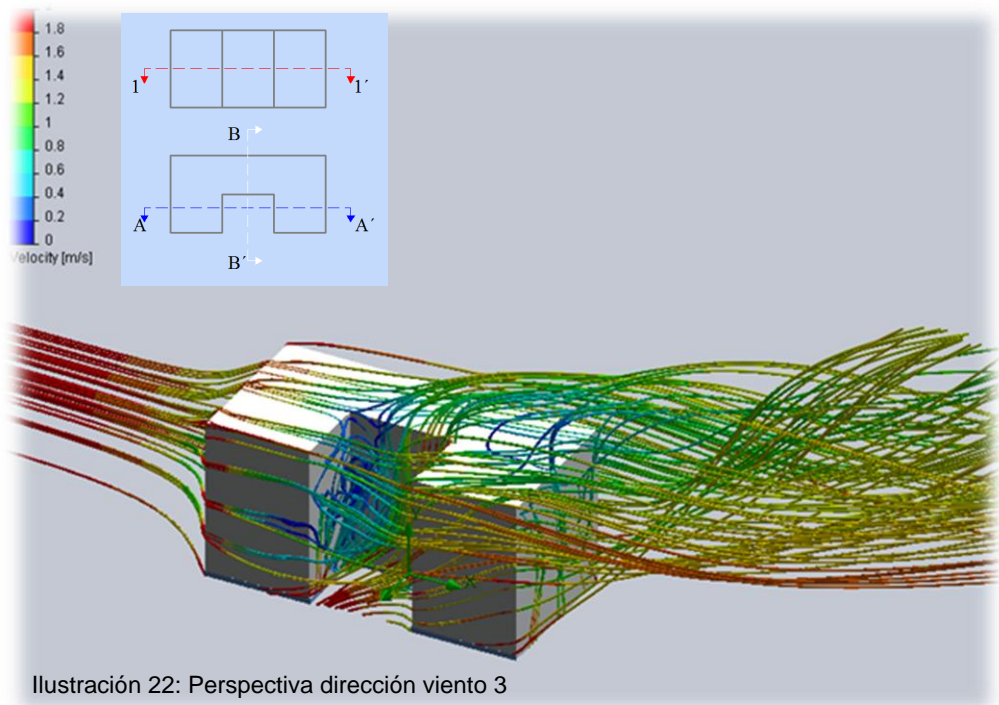 1.8
1.6
1.4
1.2
1
0.8
0.6
0.4
0.2
0
Velocity [m/s]
1 1´
B
A A´
B´
Ilustración 22: Perspectiva dirección viento 3